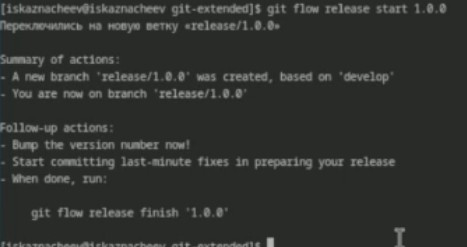 [iskaznacheev@iskaznacheev git-extended]$ git flow release start 1.0.0
Переключились на новую ветку «release/1.0.0»
Summary of actions:
- A new branch 'release/1.0.0' was created, based on 'develop'
- You are now on branch 'release/1.0.0'
Follow-up actions:
- Bump the version number now!
- Start committing last-minute fixes in preparing your release
- When done, run:
git flow release finish '1.0.0'
[iskaznacheev@iskaznacheev git-extended]$